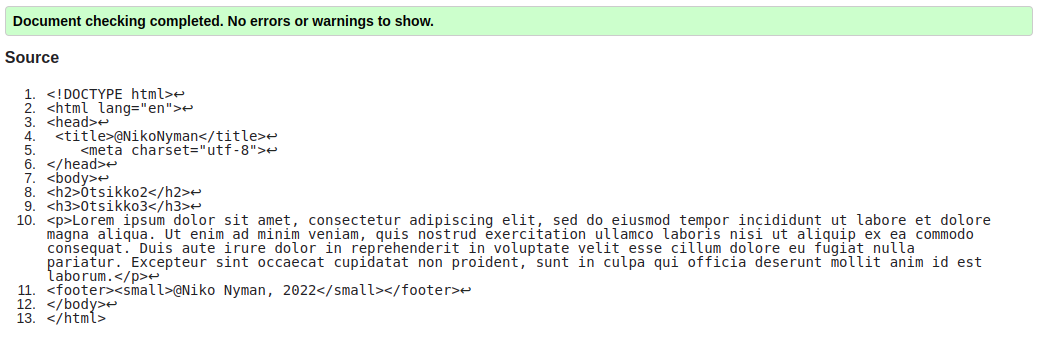 Document checking completed. No errors or warnings to show.
Source
1. <!DOCTYPE html>↩
2. <html lang="en">↩
3. <head>↩
4.  <title>@NikoNyman</title>↩
5.     <meta charset="utf-8">↩
6. </head>↩
7. <body>↩
8. <h2>Otsikko2</h2>↩
9. <h3>Otsikko3</h3>↩
10. <p>Lorem ipsum dolor sit amet, consectetur adipiscing elit, sed do eiusmod tempor incididunt ut labore et dolore
magna aliqua. Ut enim ad minim veniam, quis nostrud exercitation ullamco laboris nisi ut aliquip ex ea commodo
consequat. Duis aute irure dolor in reprehenderit in voluptate velit esse cillum dolore eu fugiat nulla
pariatur. Excepteur sint occaecat cupidatat non proident, sunt in culpa qui officia deserunt mollit anim id est
laborum.</p>↩
11. <footer><small>@Niko Nyman, 2022</small></footer>↩
12. </body>↩
13. </html>